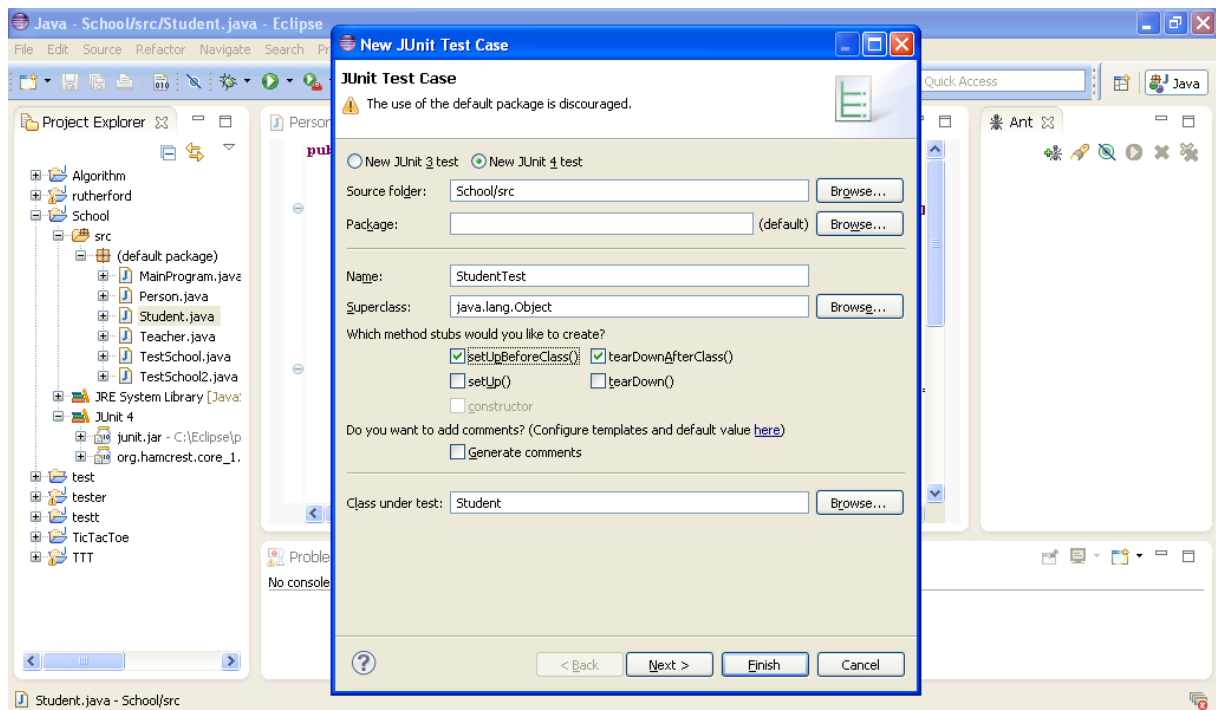 Java - School/src/Student.java - Eclipse
File Edit Source Refactor Navigate Search
Quick Access
Java
Project Explorer
Algorithm
rutherford
School
src
(default package)
MainProgram.java
Person.java
Student.java
Teacher.java
TestSchool.java
TestSchool2.java
JRE System Library
JUnit 4
junit.jar - C:\Eclipse\p
org.hamcrest.core_1.
test
tester
testt
TicTacToe
TTT
Person
pub
New JUnit Test Case
JUnit Test Case
The use of the default package is discouraged.
New JUnit 3 test New JUnit 4 test
Source folder: School/src Browse...
Package: (default) Browse...
Name: StudentTest
Superclass: java.lang.Object Browse...
Which method stubs would you like to create?
setUpBeforeClass() tearDownAfterClass()
setUp() tearDown()
constructor
Do you want to add comments? (Configure templates and default value here)
Generate comments
Class under test: Student Browse...
< Back Next > Finish Cancel
Ant
Proble
No console
Student.java - School/src